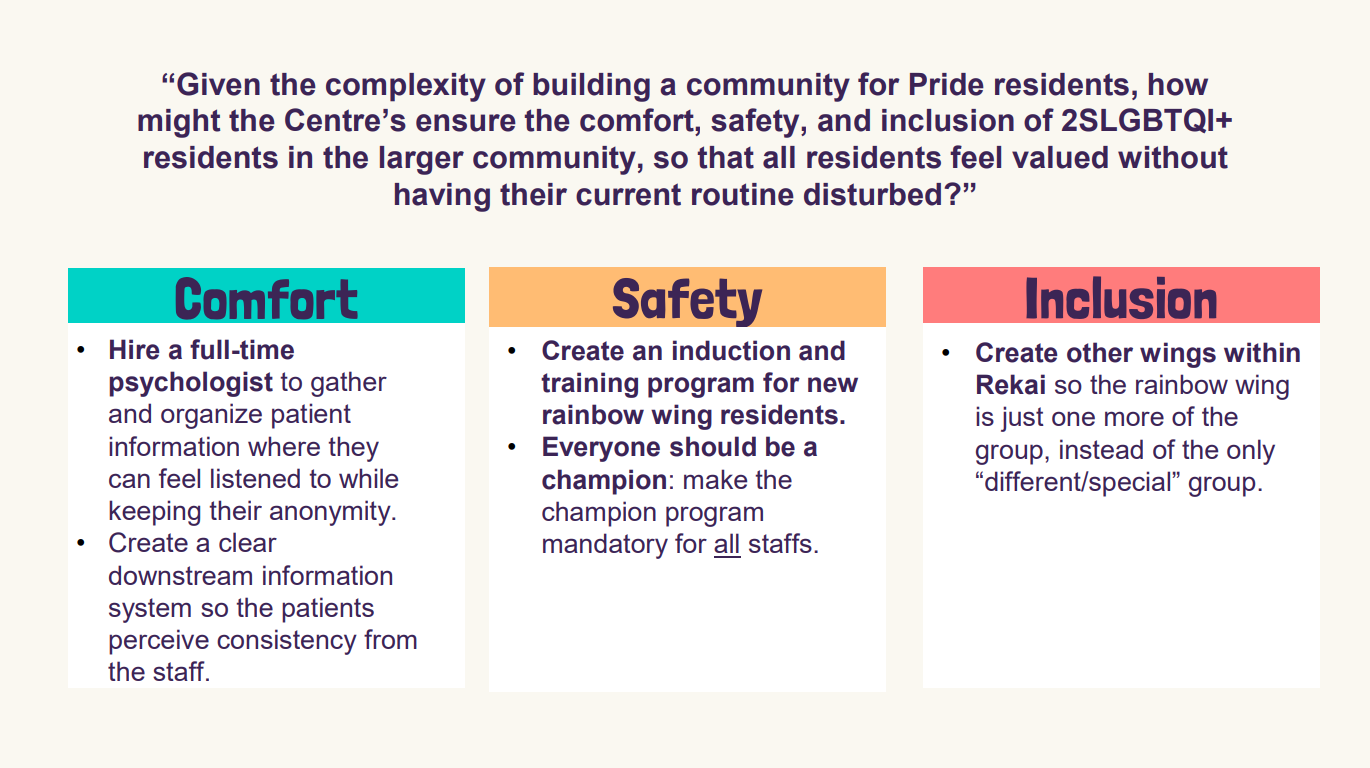 “Given the complexity of building a community for Pride residents, how
might the Centre’s ensure the comfort, safety, and inclusion of 2SLGBTQI+
residents in the larger community, so that all residents feel valued without
having their current routine disturbed?”
Comfort
• Hire a full-time
psychologist to gather
and organize patient
information where they
can feel listened to while
keeping their anonymity.
• Create a clear
downstream information
system so the patients
perceive consistency from
the staff.
Safety
• Create an induction and
training program for new
rainbow wing residents.
• Everyone should be a
champion: make the
champion program
mandatory for all staffs.
Inclusion
• Create other wings within
Rekai so the rainbow wing
is just one more of the
group, instead of the only
“different/special” group.